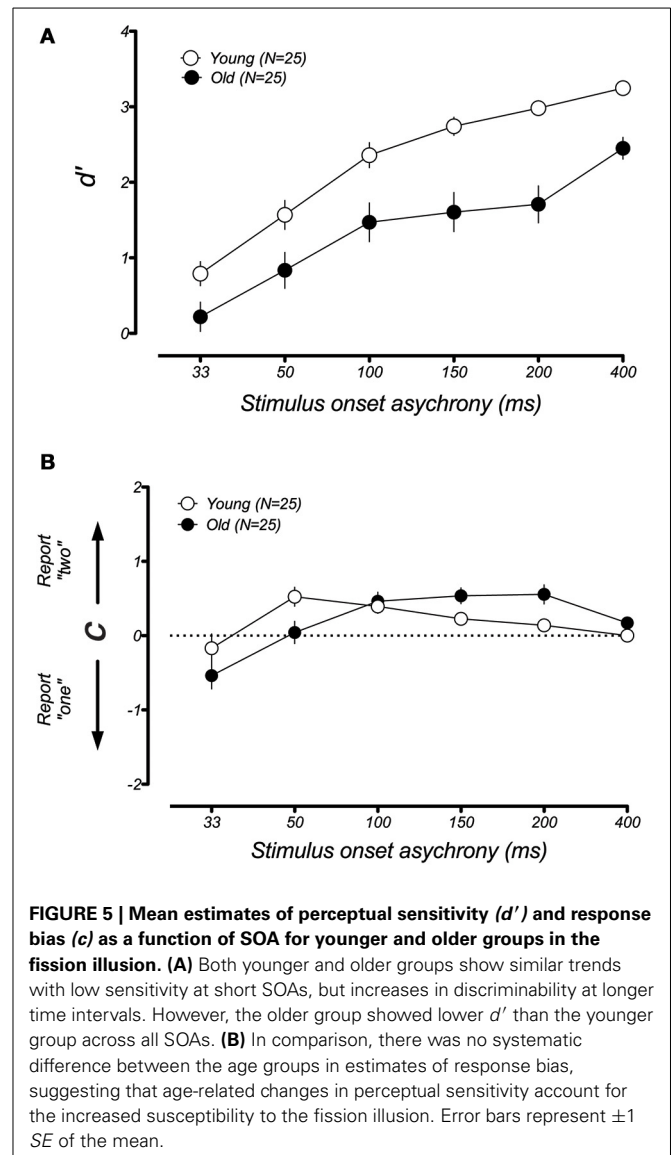 A
4
3
2
1
0
d'
Young (N=25)
Old (N=25)
33 50 100 150 200 400
Stimulus onset asychrony (ms)
B
2
1
0
-1
-2
Report
"two"
C
Report
"one"
Young (N=25)
Old (N=25)
33 50 100 150 200 400
Stimulus onset asychrony (ms)
FIGURE 5 | Mean estimates of perceptual sensitivity (d′) and response
bias (c) as a function of SOA for younger and older groups in the
fission illusion. (A) Both younger and older groups show similar trends
with low sensitivity at short SOAs, but increases in discriminability at longer
time intervals. However, the older group showed lower d′ than the younger
group across all SOAs. (B) In comparison, there was no systematic
difference between the age groups in estimates of response bias,
suggesting that age-related changes in perceptual sensitivity account for
the increased susceptibility to the fission illusion. Error bars represent ±1
SE of the mean.